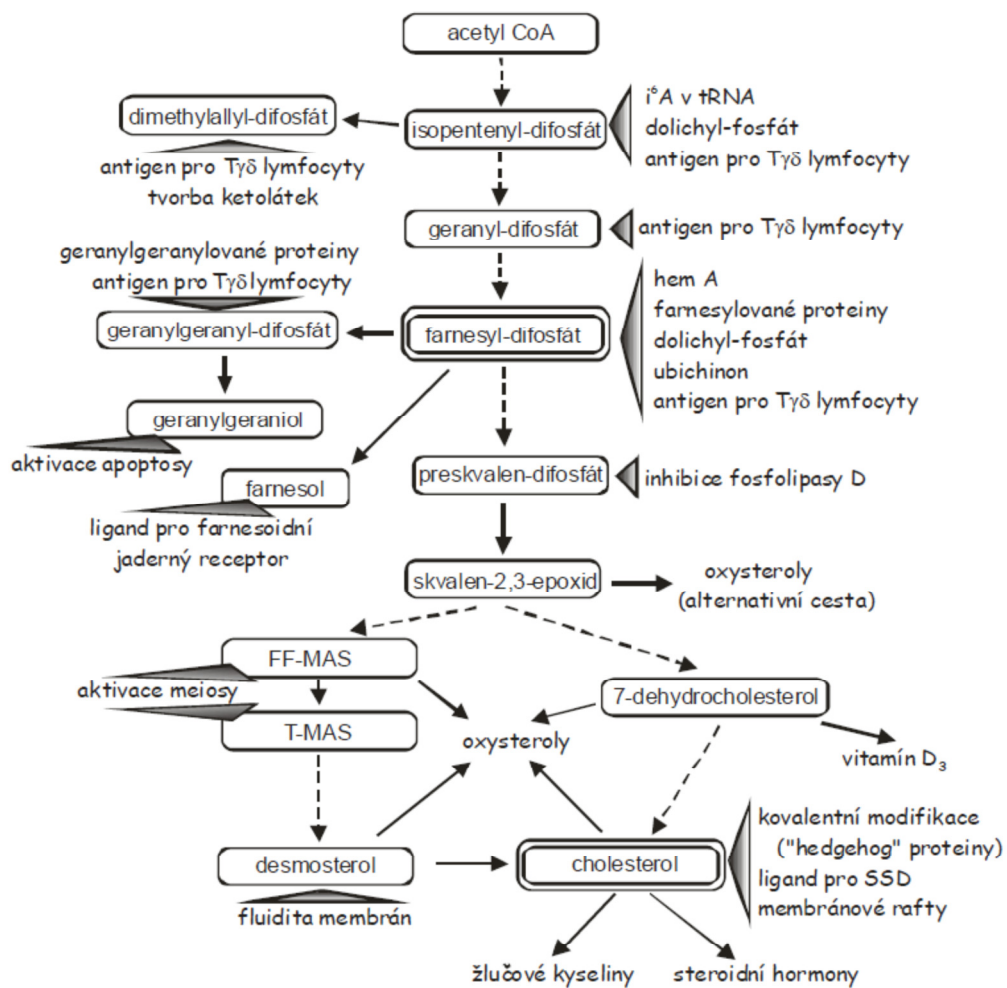 acetyl CoA
dimethylallyl-difosfát
isopentenyl-difosfát
i⁶A v tRNA
dolichyl-fosfát
antigen pro Tγδ lymfocyty
antigen pro Tγδ lymfocyty
tvorba ketolátek
geranyl-difosfát
antigen pro Tγδ lymfocyty
geranylgeranylované proteiny
antigen pro Tγδ lymfocyty
geranylgeranyl-difosfát
farnesyl-difosfát
hem A
farnesylované proteiny
dolichyl-fosfát
ubichinon
antigen pro Tγδ lymfocyty
geranylgeraniol
aktivace apoptosy
farnesol
ligand pro farnesoidní
jaderný receptor
preskvalen-difosfát
inhibice fosfolipasy D
skvalen-2,3-epoxid
oxysteroly
(alternativní cesta)
FF-MAS
aktivace meiosy
T-MAS
7-dehydrocholesterol
oxysteroly
vitamín D₃
desmosterol
fluidita membrán
cholesterol
kovalentní modifikace
("hedgehog" proteiny)
ligand pro SSD
membránové rafty
žlučové kyseliny
steroidní hormony